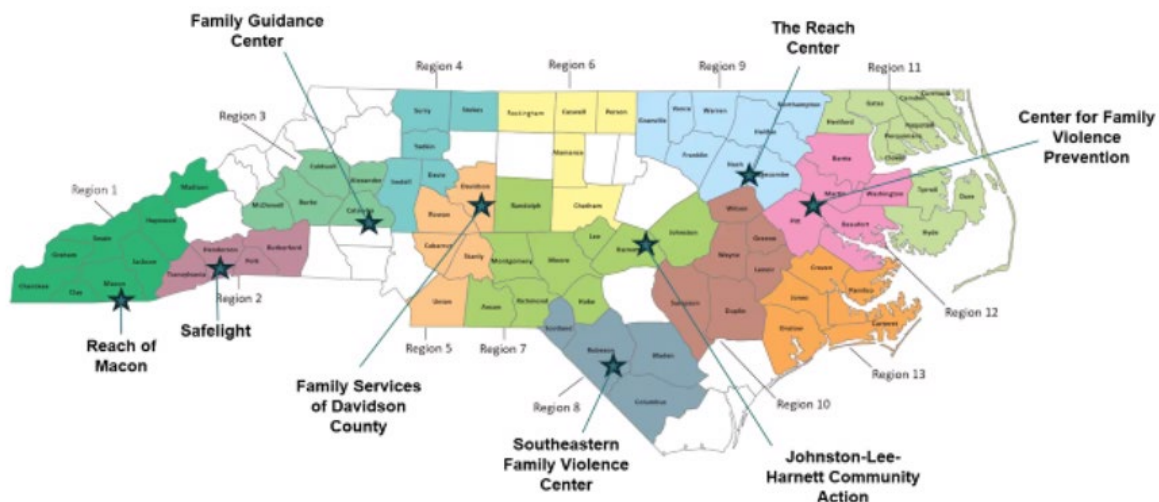 Family Guidance
Center
The Reach
Center
Region 4
Region 6
Region 9
Region 11
Center for Family
Violence
Prevention
Region 3
Region 1
Surry
Stokes
Rockingham
Caswell
Person
Granville
Vance
Warren
Northampton
Halifax
Hertford
Gates
Camden
Currituck
Perquimans
Chowan
Yadkin
Franklin
Nash
Edgecombe
Bertie
Madison
Caldwell
Alexander
Iredell
Davie
Davidson
Alamance
Martin
Washington
Tyrrell
Dare
McDowell
Burke
Catawba
Rowan
Randolph
Chatham
Wilson
Pitt
Beaufort
Hyde
Haywood
Swain
Graham
Jackson
Henderson
Rutherford
Polk
Transylvania
Cherokee
Clay
Macon
Cabarrus
Stanly
Montgomery
Moore
Lee
Harnett
Johnston
Greene
Wayne
Lenoir
Craven
Pamlico
Union
Anson
Richmond
Hoke
Sampson
Duplin
Jones
Onslow
Carteret
Scotland
Robeson
Bladen
Columbus
Region 2
Safelight
Reach of
Macon
Region 5
Region 7
Region 12
Region 13
Family Services
of Davidson
County
Region 8
Region 10
Southeastern
Family Violence
Center
Johnston-Lee-
Harnett Community
Action